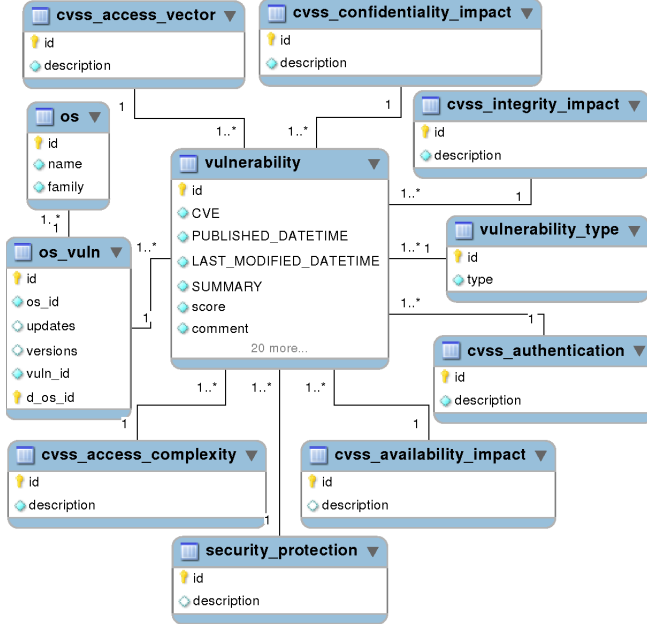 cvss_access_vector
id
description
cvss_confidentiality_impact
id
description
cvss_integrity_impact
id
description
os
id
name
family
1
1..*
1
1..*
1..*
1
vulnerability
id
CVE
PUBLISHED_DATETIME
LAST_MODIFIED_DATETIME
SUMMARY
score
comment
20 more...
1..*
1
os_vuln
id
os_id
updates
versions
vuln_id
d_os_id
1..*
1
vulnerability_type
id
type
1..*
1
1..*
1
cvss_authentication
id
description
1..*
1
cvss_access_complexity
id
description
1..*
1
cvss_availability_impact
id
description
1..*
1
security_protection
id
description